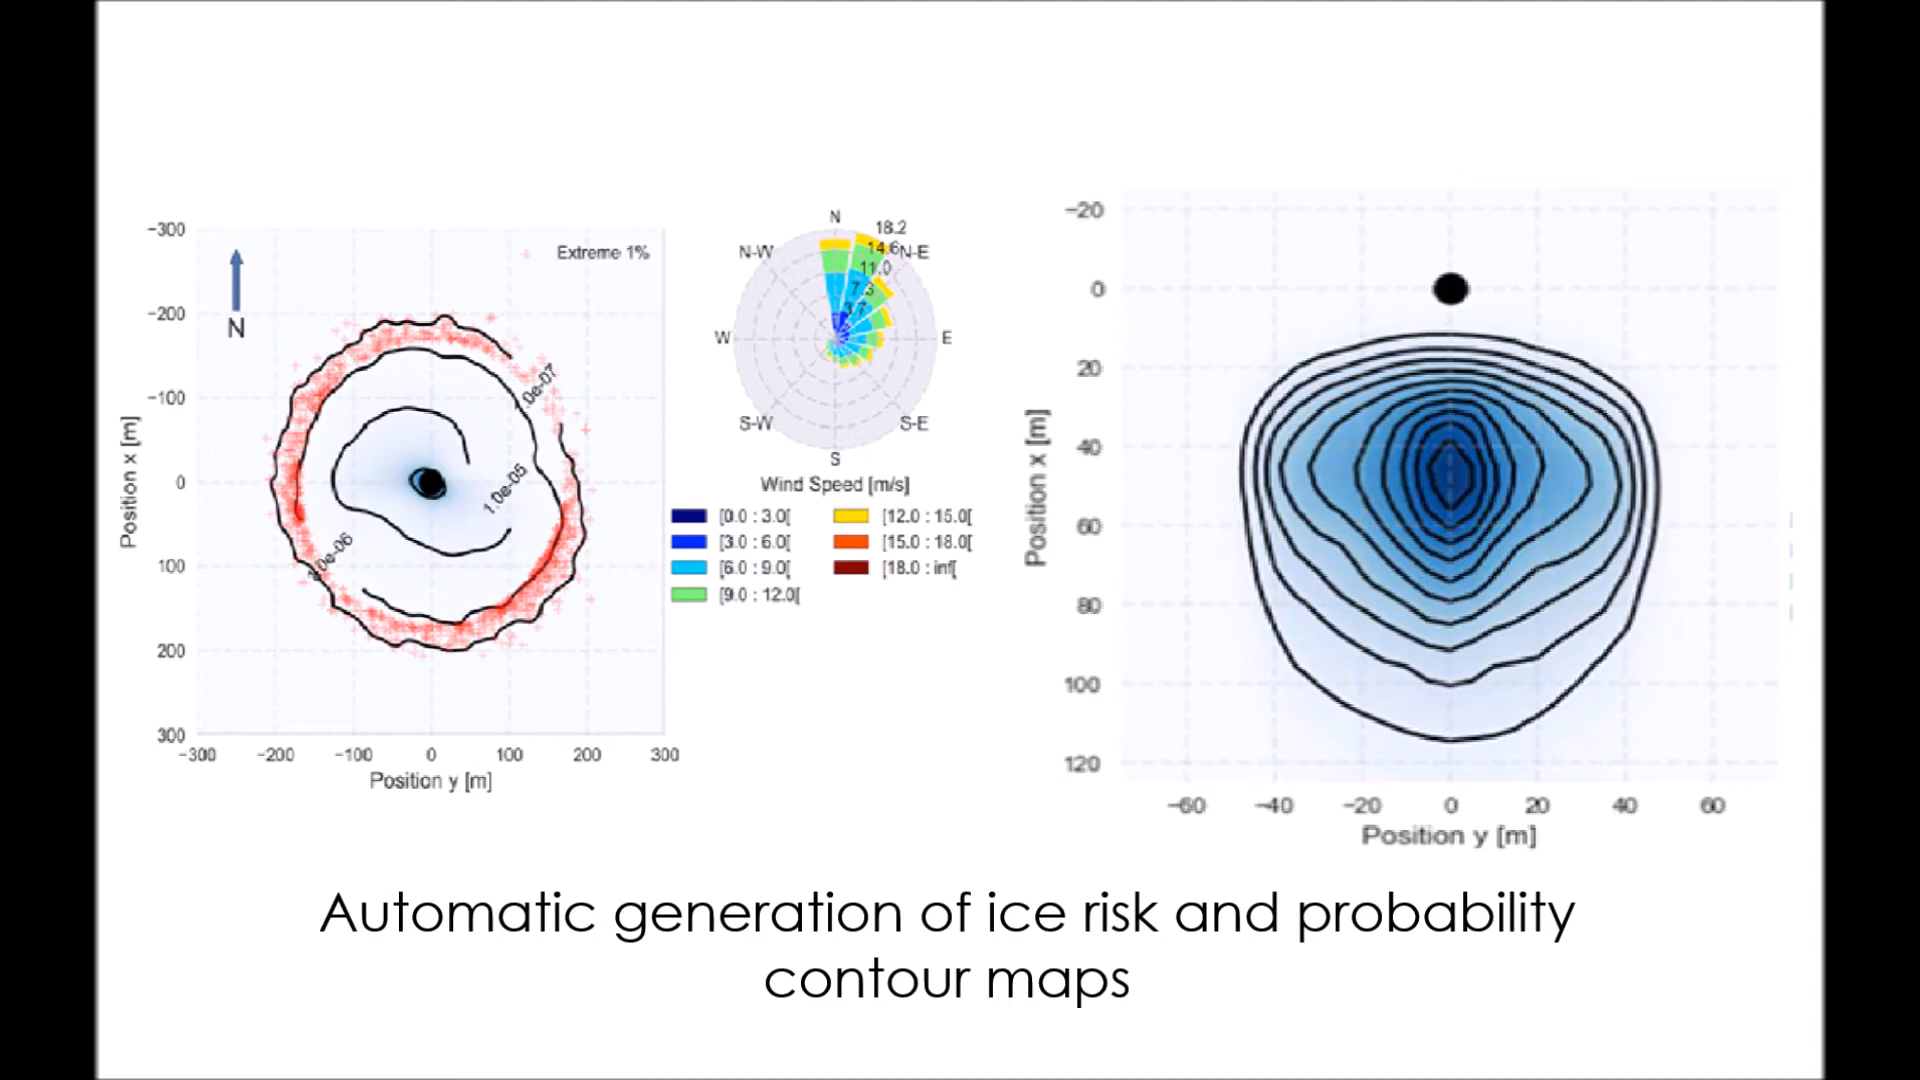 Extreme 1%
N
-300
-200
-100
0
100
200
300
Position x [m]
1.0e-07
1.0e-05
1.0e-06
-300 -200 -100 0 100 200 300
Position y [m]
N
N-E
E
S-E
S
S-W
W
N-W
18.2
14.6
11.0
7.3
3.7
Wind Speed [m/s]
[0.0 : 3.0[
[3.0 : 6.0[
[6.0 : 9.0[
[9.0 : 12.0[
[12.0 : 15.0[
[15.0 : 18.0[
[18.0 : inf[
-20
0
20
40
60
80
100
120
Position x [m]
-60 -40 -20 0 20 40 60
Position y [m]
Automatic generation of ice risk and probability
contour maps